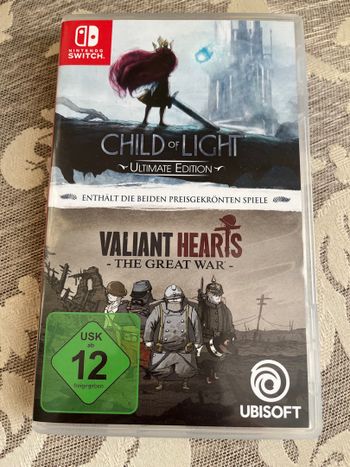 NINTENDO
SWITCH™
CHILD OF LIGHT
ULTIMATE EDITION
ENTHÄLT DIE BEIDEN PREISGEKRÖNTEN SPIELE
VALIANT HEARTS
- THE GREAT WAR -
USK
ab
12
freigegeben
UBISOFT